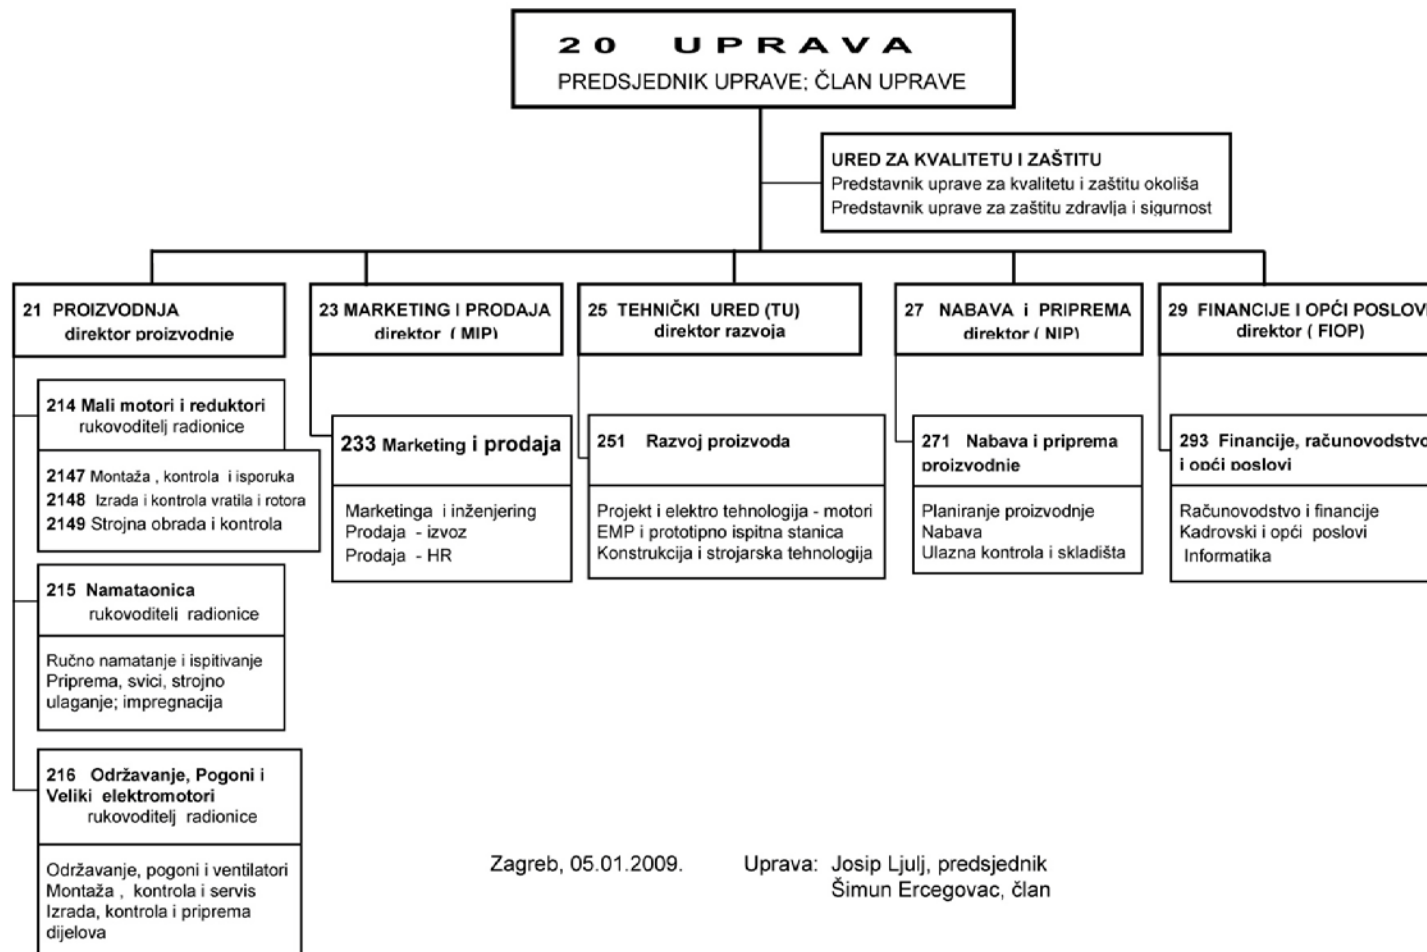 20 UPRAVA
PREDSJEDNIK UPRAVE; ČLAN UPRAVE
URED ZA KVALITETU I ZAŠTITU
Predstavnik uprave za kvalitetu i zaštitu okoliša
Predstavnik uprave za zaštitu zdravlja i sigurnost
21 PROIZVODNJA
direktor proizvodnje
23 MARKETING I PRODAJA
direktor ( MIP)
25 TEHNIČKI URED (TU)
direktor razvoja
27 NABAVA i PRIPREMA
direktor ( NIP)
29 FINANCIJE I OPĆI POSLOVI
direktor ( FIOP)
214 Mali motori i reduktori
rukovoditelj radionice
2147 Montaža , kontrola i isporuka
2148 Izrada i kontrola vratila i rotora
2149 Strojna obrada i kontrola
215 Namataonica
rukovoditelj radionice
Ručno namatanje i ispitivanje
Priprema, svici, strojno
ulaganje; impregnacija
216 Održavanje, Pogoni i
Veliki elektromotori
rukovoditelj radionice
Održavanje, pogoni i ventilatori
Montaža , kontrola i servis
Izrada, kontrola i priprema
dijelova
233 Marketing i prodaja
Marketinga i inženjering
Prodaja - izvoz
Prodaja - HR
251 Razvoj proizvoda
Projekt i elektro tehnologija - motori
EMP i prototipno ispitna stanica
Konstrukcija i strojarska tehnologija
271 Nabava i priprema
proizvodnje
Planiranje proizvodnje
Nabava
Ulazna kontrola i skladišta
293 Financije, računovodstvo
i opći poslovi
Računovodstvo i financije
Kadrovski i opći poslovi
Informatika
Zagreb, 05.01.2009.
Uprava: Josip Ljulj, predsjednik
Šimun Ercegovac, član